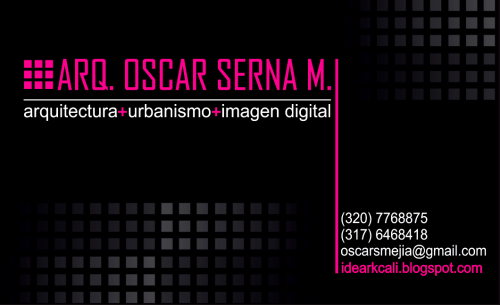 ARQ. OSCAR SERNA M.
arquitectura+urbanismo+imagen digital
(320) 7768875
(317) 6468418
oscarsmejia@gmail.com
idearkcali.blogspot.com